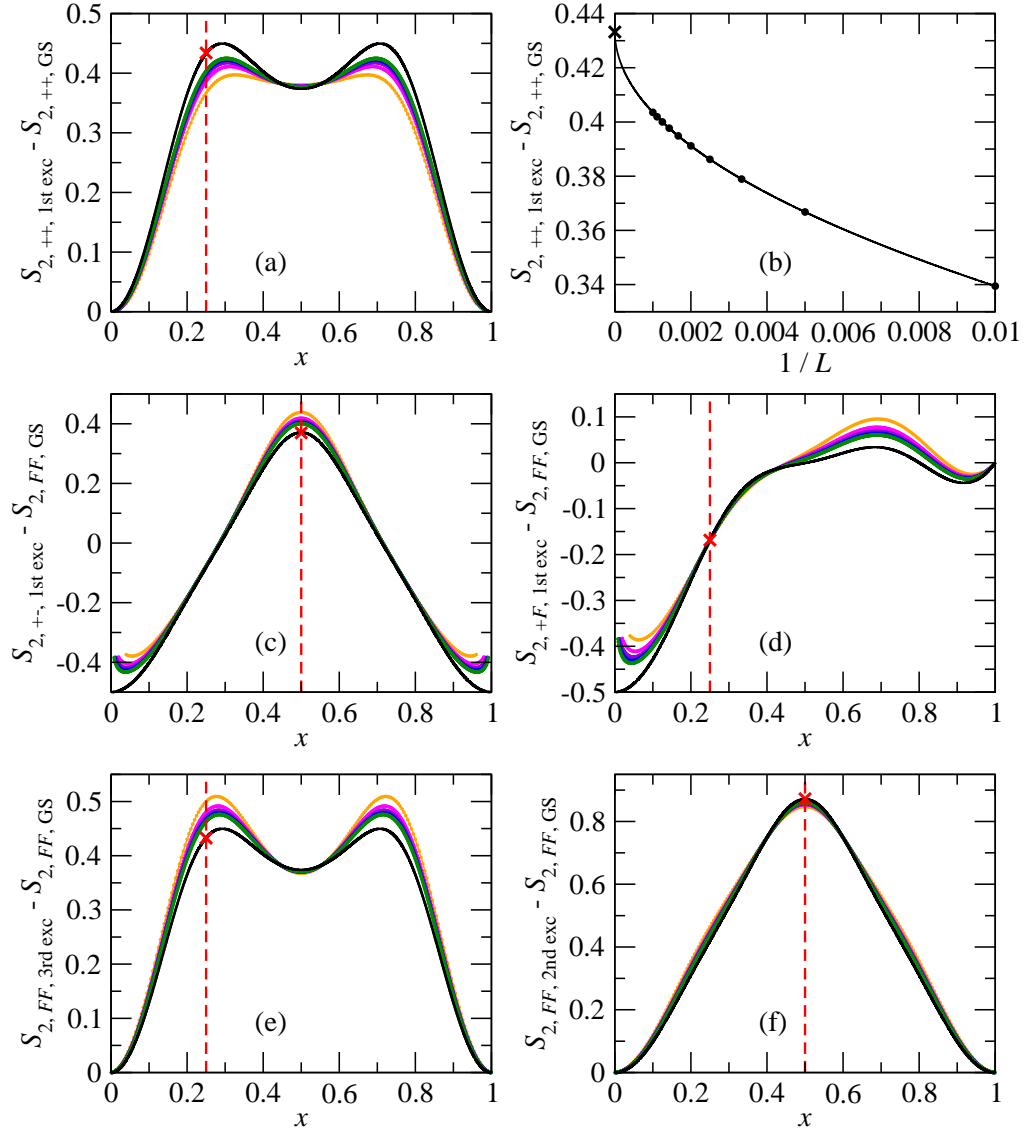 0.5
0.4
0.3
0.2
0.1
0
0 0.2 0.4 0.6 0.8 1
x
S2, ++, 1st exc - S2, ++, GS
(a)
0.44
0.42
0.4
0.38
0.36
0.34
0 0.002 0.004 0.006 0.008 0.01
1 / L
S2, ++, 1st exc - S2, ++, GS
(b)
0.4
0.2
0
-0.2
-0.4
0 0.2 0.4 0.6 0.8 1
x
S2, +-, 1st exc - S2, FF, GS
(c)
0.1
0
-0.1
-0.2
-0.3
-0.4
-0.5
0 0.2 0.4 0.6 0.8 1
x
S2, +F, 1st exc - S2, FF, GS
(d)
0.5
0.4
0.3
0.2
0.1
0
0 0.2 0.4 0.6 0.8 1
x
S2, FF, 3rd exc - S2, FF, GS
(e)
0.8
0.6
0.4
0.2
0
0 0.2 0.4 0.6 0.8 1
x
S2, FF, 2nd exc - S2, FF, GS
(f)